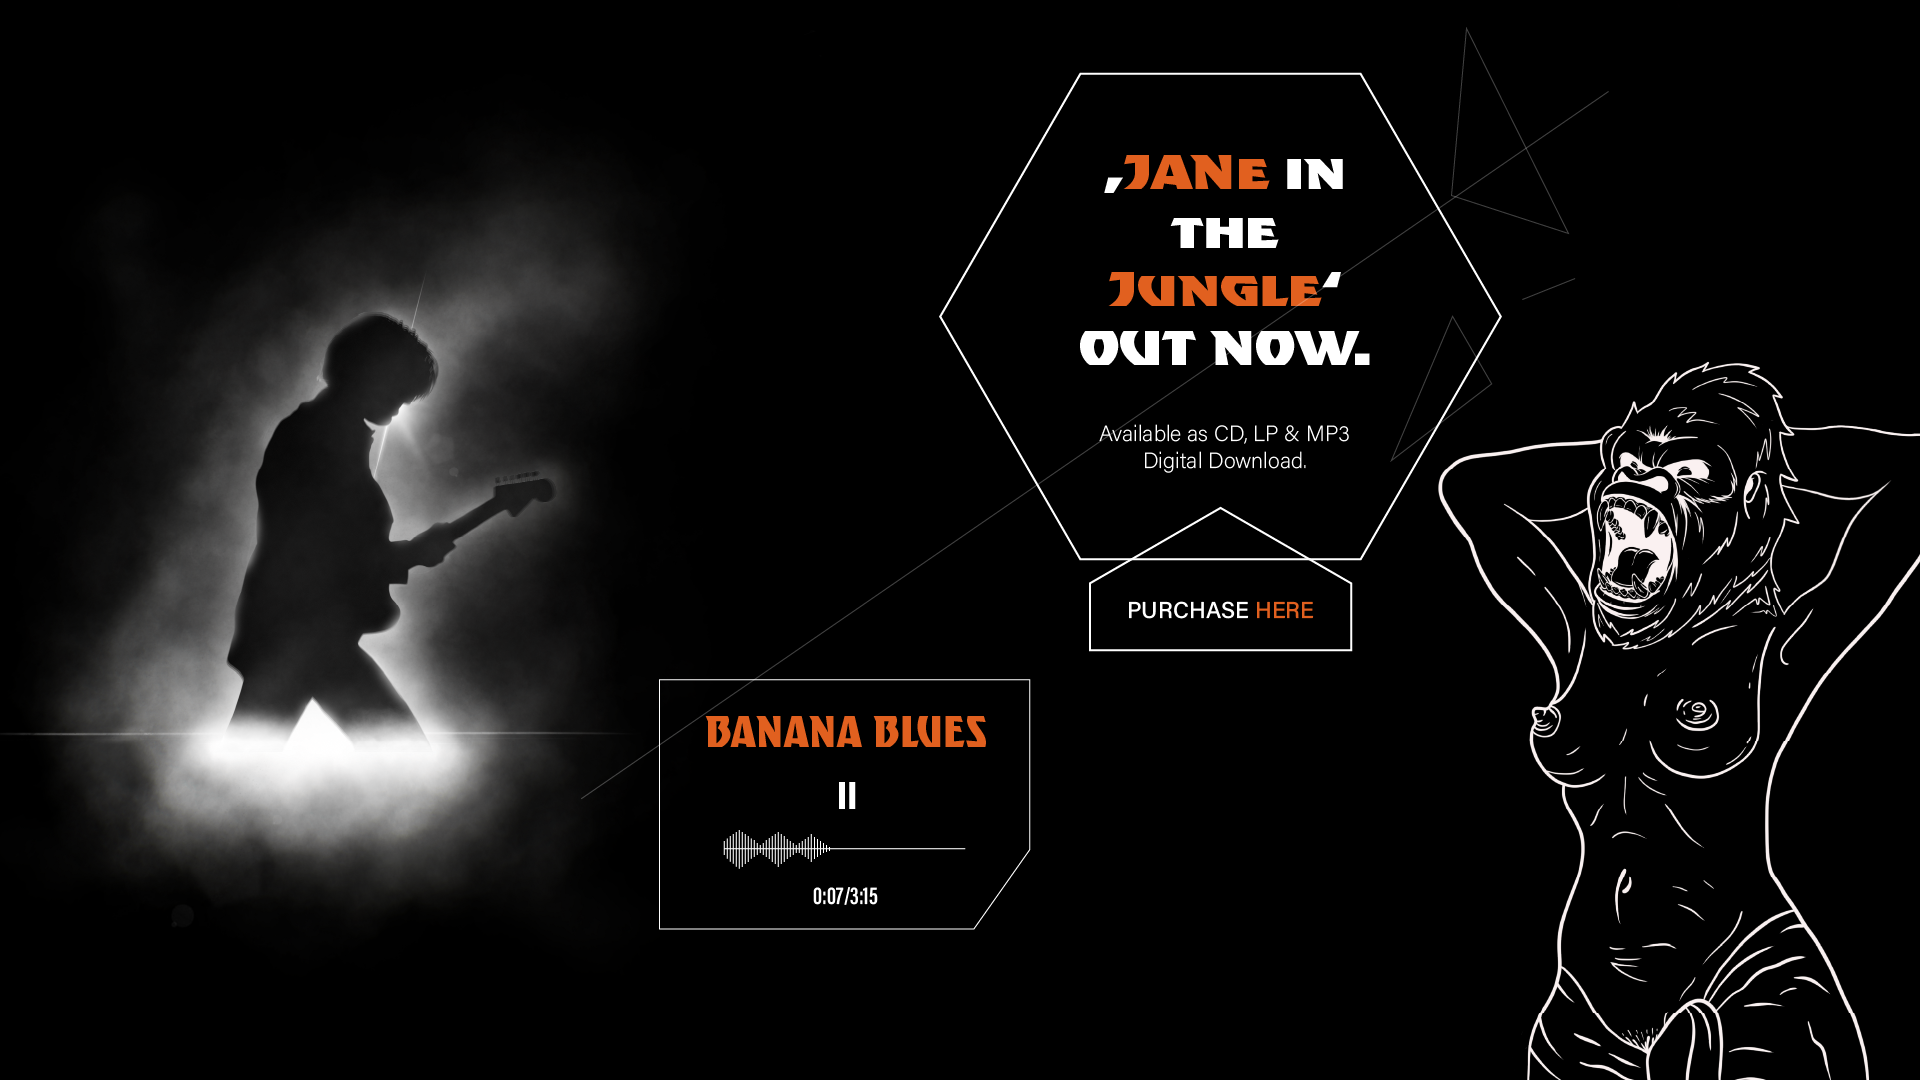 ‚JANE IN
THE
JUNGLE‘
OUT NOW.
Available as CD, LP & MP3
Digital Download.
PURCHASE HERE
BANANA BLUES
0:07/3:15